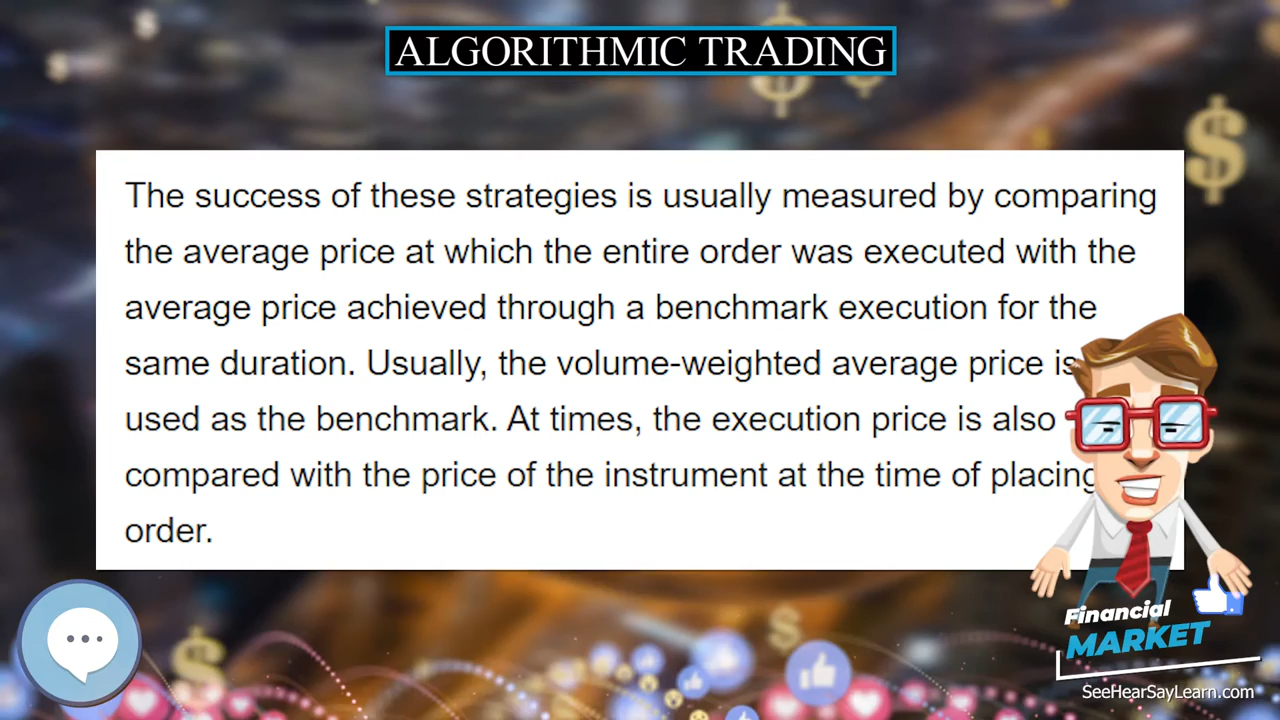 ALGORITHMIC TRADING
The success of these strategies is usually measured by comparing
the average price at which the entire order was executed with the
average price achieved through a benchmark execution for the
same duration. Usually, the volume-weighted average price is
used as the benchmark. At times, the execution price is also
compared with the price of the instrument at the time of placing
order.
Financial
MARKET
SeeHearSayLearn.com